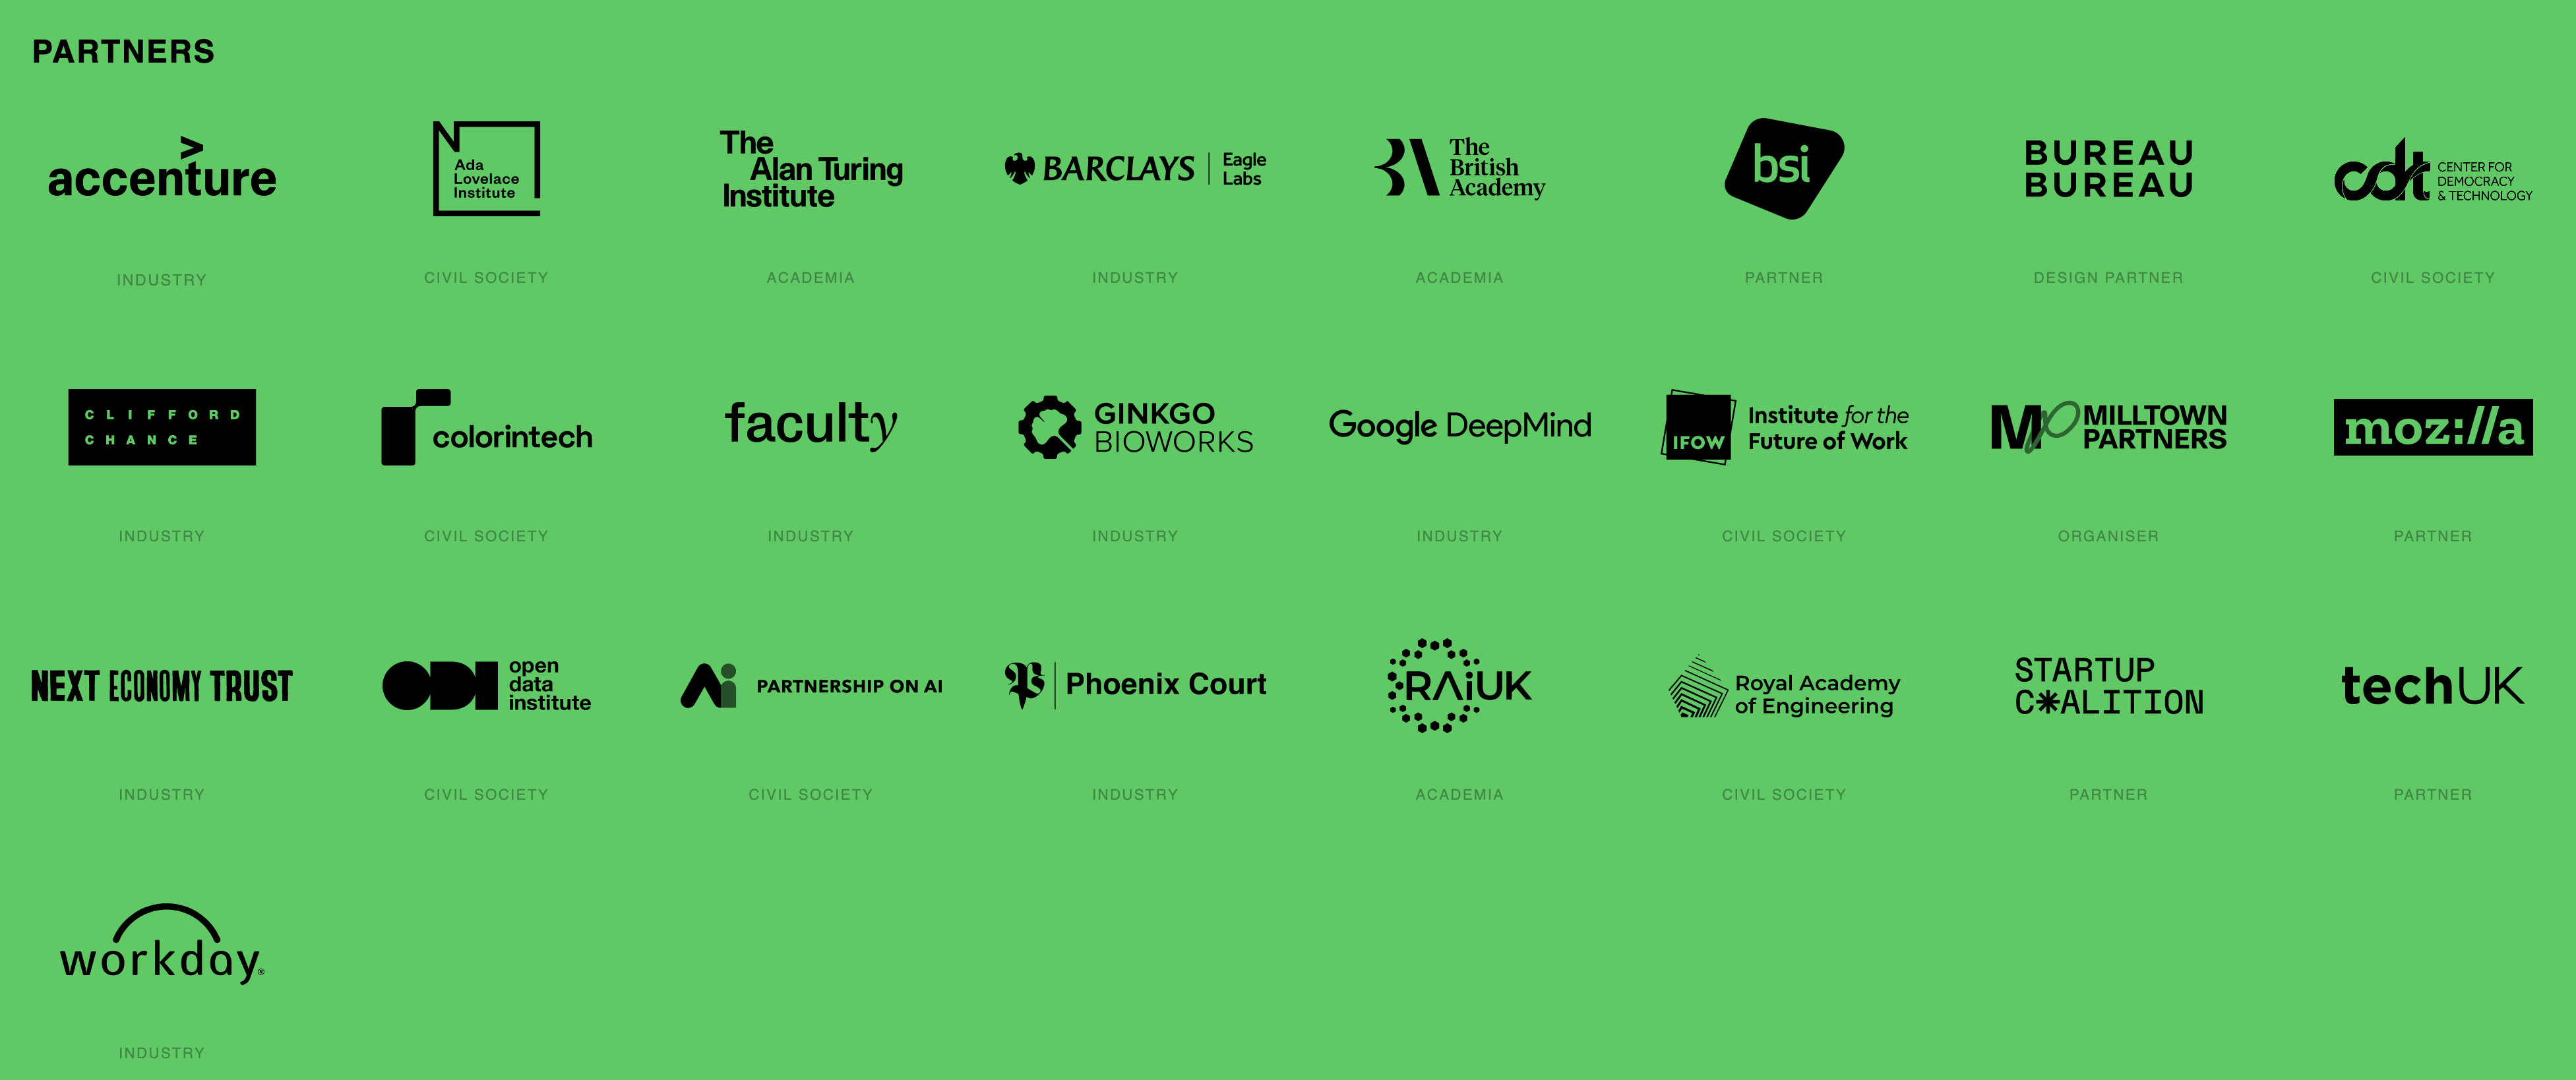 PARTNERS
accenture
Ada
Lovelace
Institute
The
Alan Turing
Institute
BARCLAYS
Eagle
Labs
The
British
Academy
bsi
BUREAU
BUREAU
cdt
CENTER FOR
DEMOCRACY
& TECHNOLOGY
INDUSTRY
CIVIL SOCIETY
ACADEMIA
INDUSTRY
ACADEMIA
PARTNER
DESIGN PARTNER
CIVIL SOCIETY
CLIFFORD
CHANCE
colorintech
faculty
GINKGO
BIOWORKS
Google DeepMind
IFOW
Institute for the
Future of Work
MP
MILLTOWN
PARTNERS
moz://a
INDUSTRY
CIVIL SOCIETY
INDUSTRY
INDUSTRY
INDUSTRY
CIVIL SOCIETY
ORGANISER
PARTNER
NEXT ECONOMY TRUST
ODI
open
data
institute
Ai
PARTNERSHIP ON AI
P
Phoenix Court
RAiUK
Royal Academy
of Engineering
STARTUP
C*ALITION
techUK
INDUSTRY
CIVIL SOCIETY
CIVIL SOCIETY
INDUSTRY
ACADEMIA
CIVIL SOCIETY
PARTNER
PARTNER
workday®
INDUSTRY